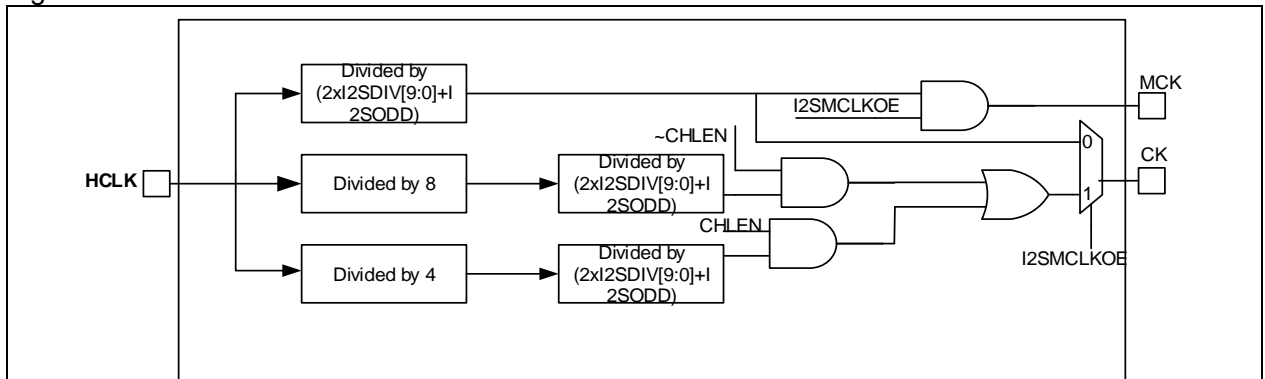 Divided by
(2xI2SDIV[9:0]+I
2SODD)
MCK
I2SMCLKOE
~CHLEN
0
CK
HCLK
Divided by 8
Divided by
(2xI2SDIV[9:0]+I
2SODD)
1
CHLEN
I2SMCLKOE
Divided by 4
Divided by
(2xI2SDIV[9:0]+I
2SODD)